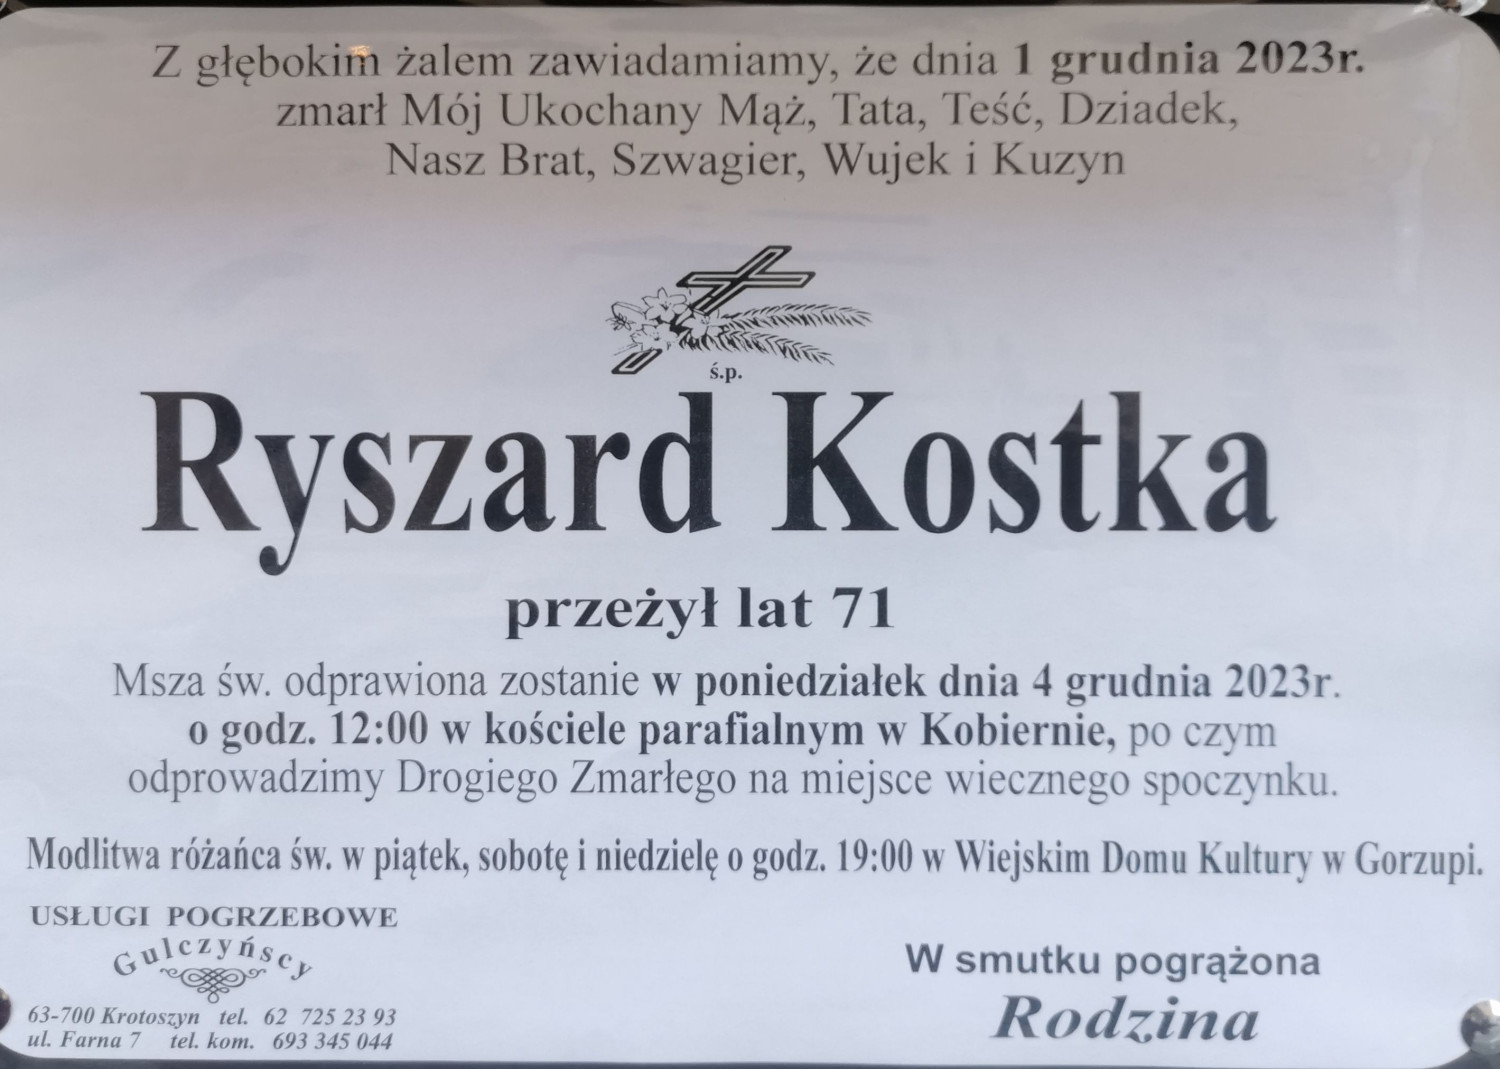 Z głębokim żalem zawiadamiamy, że dnia 1 grudnia 2023r.
zmarł Mój Ukochany Mąż, Tata, Teść, Dziadek,
Nasz Brat, Szwagier, Wujek i Kuzyn
ś.p.
Ryszard Kostka
przeżył lat 71
Msza św. odprawiona zostanie w poniedziałek dnia 4 grudnia 2023r.
o godz. 12:00 w kościele parafialnym w Kobiernie, po czym
odprowadzimy Drogiego Zmarłego na miejsce wiecznego spoczynku.
Modlitwa różańca św. w piątek, sobotę i niedzielę o godz. 19:00 w Wiejskim Domu Kultury w Gorzupi.
USŁUGI POGRZEBOWE
Gulczyńscy
63-700 Krotoszyn tel. 62 725 23 93
ul. Farna 7 tel. kom. 693 345 044
W smutku pogrążona
Rodzina